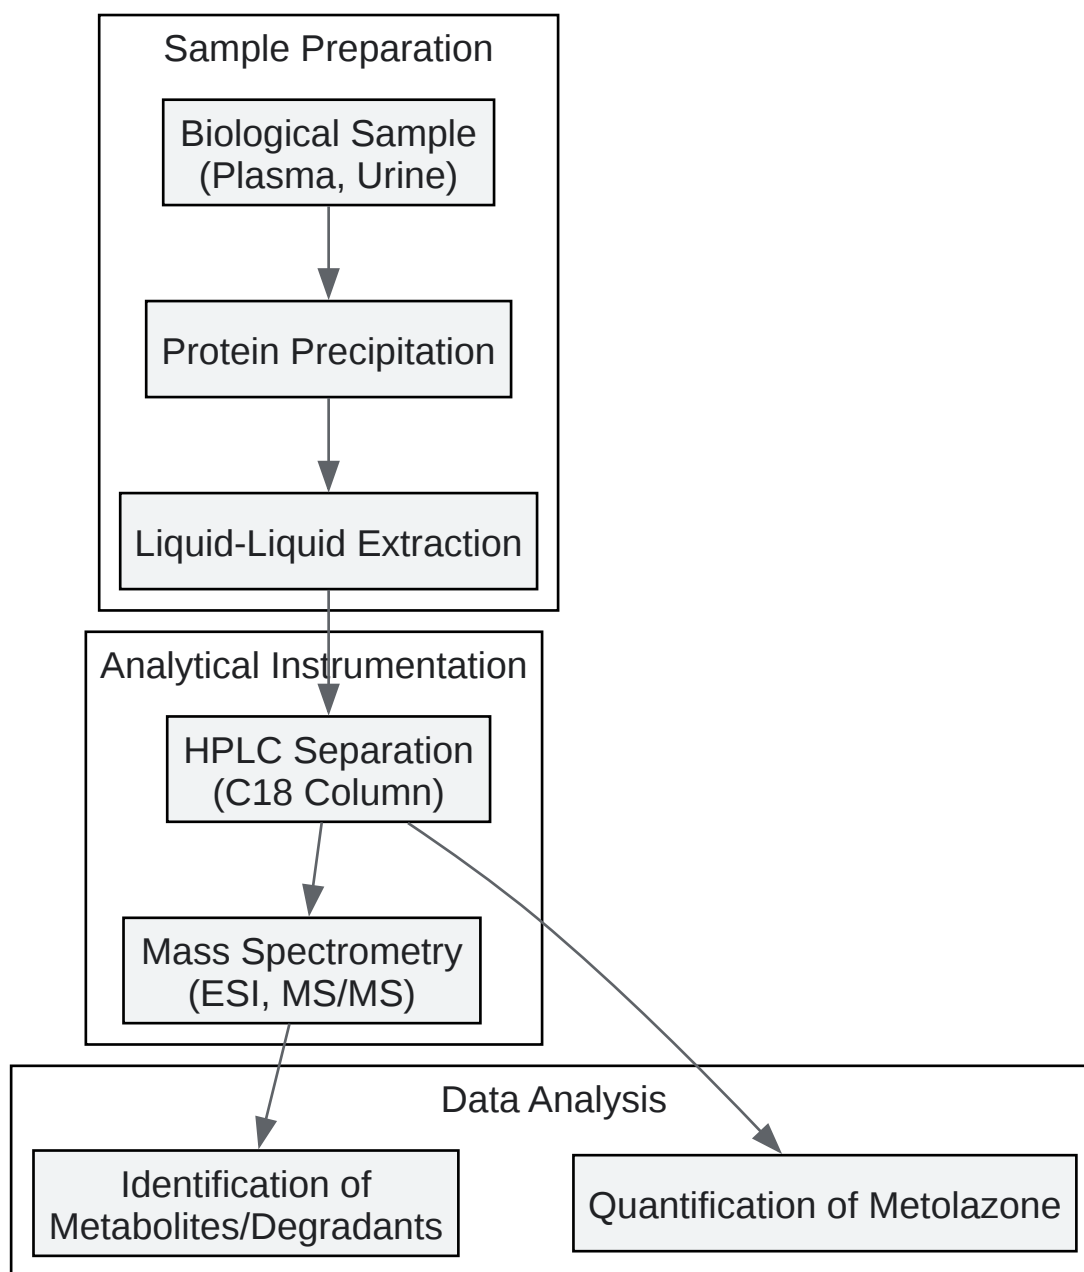 Sample Preparation
Biological Sample
(Plasma, Urine)
Protein Precipitation
Liquid-Liquid Extraction
Analytical Instrumentation
HPLC Separation
(C18 Column)
Mass Spectrometry
(ESI, MS/MS)
Data Analysis
Identification of
Metabolites/Degradants
Quantification of Metolazone